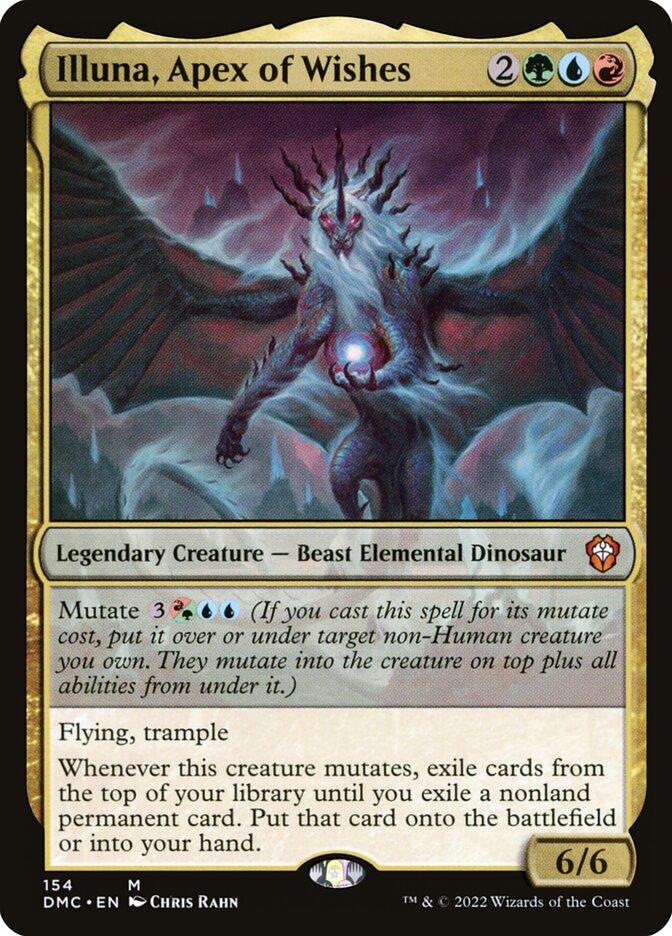 Illuna, Apex of Wishes 2
Legendary Creature — Beast Elemental Dinosaur
Mutate 3 (If you cast this spell for its mutate
cost, put it over or under target non-Human creature
you own. They mutate into the creature on top plus all
abilities from under it.)
Flying, trample
Whenever this creature mutates, exile cards from
the top of your library until you exile a nonland
permanent card. Put that card onto the battlefield
or into your hand.
6/6
154 M
DMC • EN Chris Rahn ™ & © 2022 Wizards of the Coast